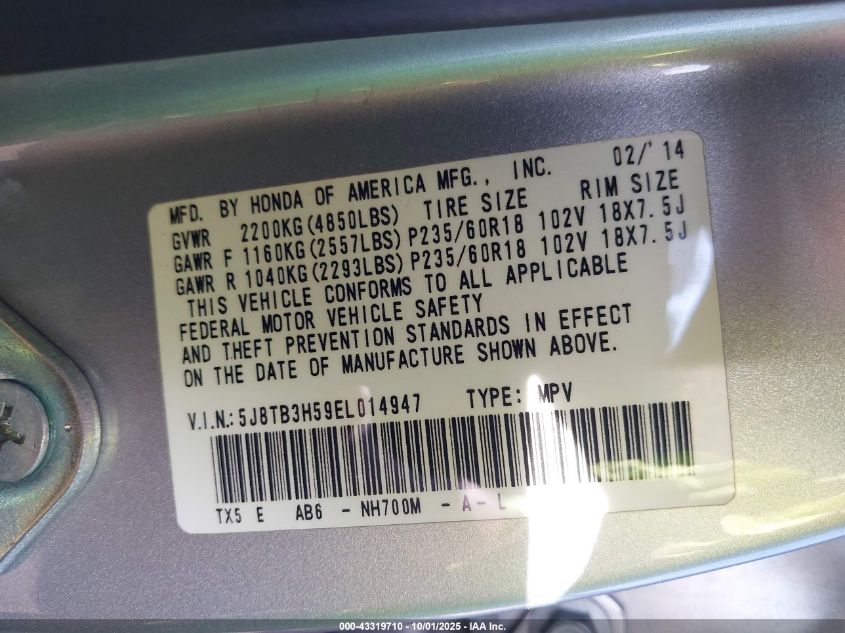 MFD. BY HONDA OF AMERICA MFG., INC. 02/'14
GVWR 2200KG(4850LBS) TIRE SIZE RIM SIZE
GAWR F 1160KG(2557LBS) P235/60R18 102V 18X7.5J
GAWR R 1040KG(2293LBS) P235/60R18 102V 18X7.5J
THIS VEHICLE CONFORMS TO ALL APPLICABLE
FEDERAL MOTOR VEHICLE SAFETY
AND THEFT PREVENTION STANDARDS IN EFFECT
ON THE DATE OF MANUFACTURE SHOWN ABOVE.
V.I.N.:5J8TB3H59EL014947 TYPE: MPV
TX5 E AB6 - NH700M - A - L
000-43319710 - 10/01/2025 - IAA Inc.